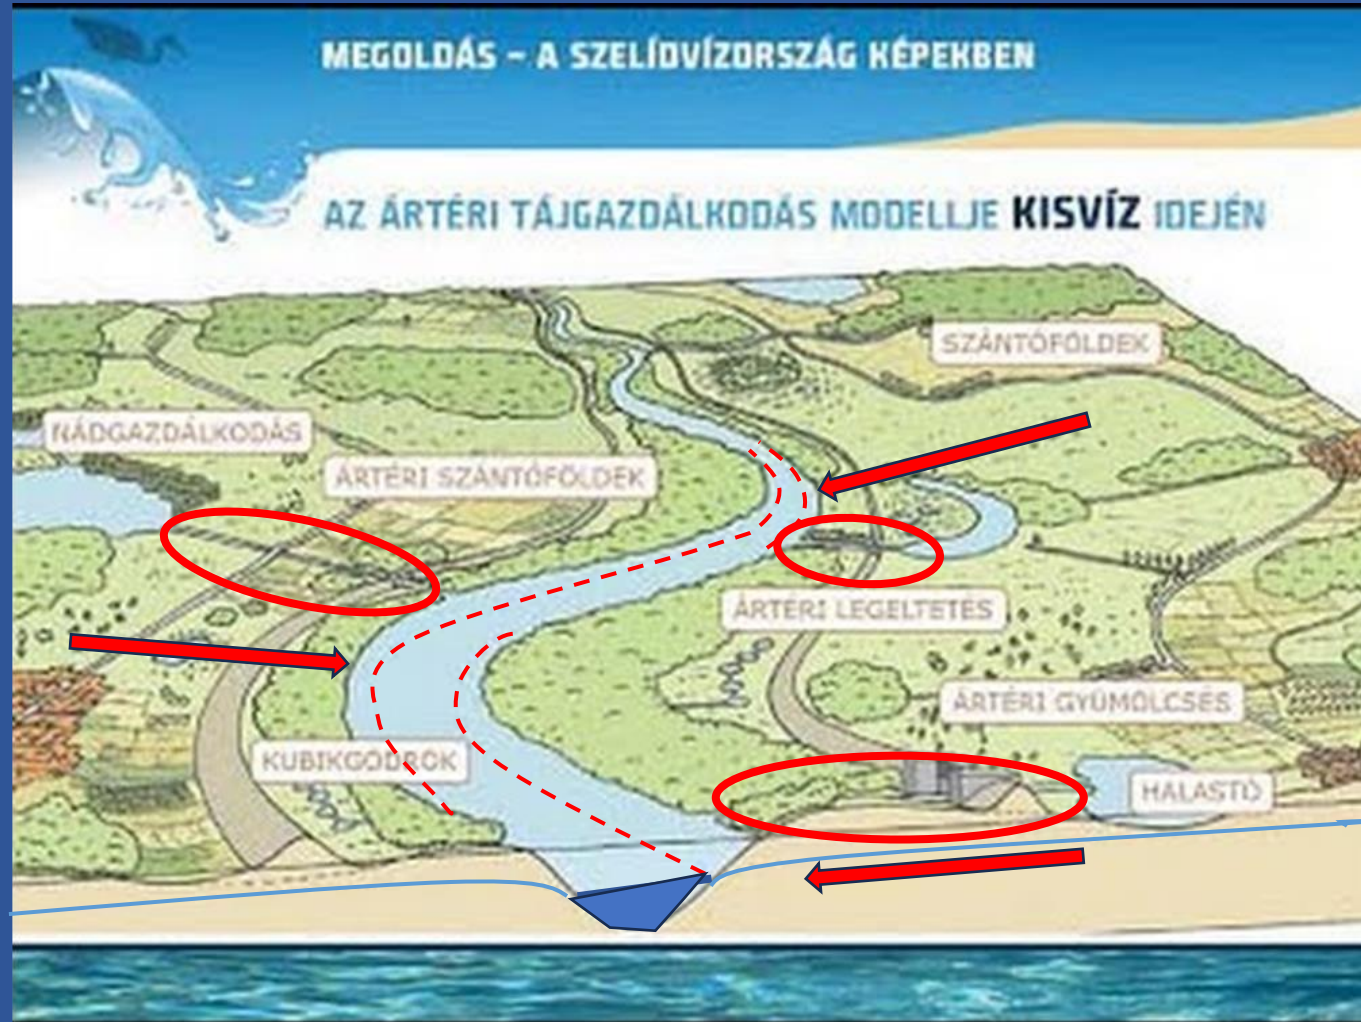 MEGOLDÁS – A SZELÍDVÍZORSZÁG KÉPEKBEN
AZ ÁRTÉRI TÁJGAZDÁLKODÁS MODELLJE KISVÍZ IDEJÉN
SZÁNTÓFÖLDEK
NÁDGAZDÁLKODÁS
ÁRTÉRI SZÁNTÓFÖLDEK
ÁRTÉRI LEGELTETÉS
ÁRTÉRI GYÜMÖLCSÉS
KUBIKGÖDRÖK
HALASTÓ